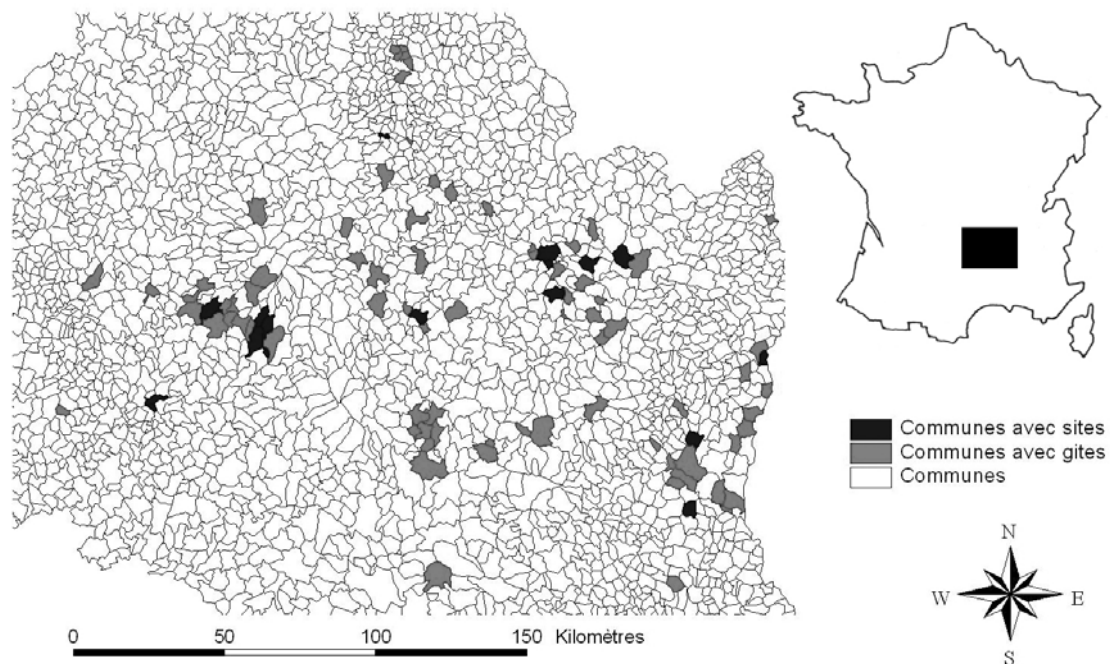 Communes avec sites
Communes avec gites
Communes
N
W E
S
0 50 100 150 Kilomètres